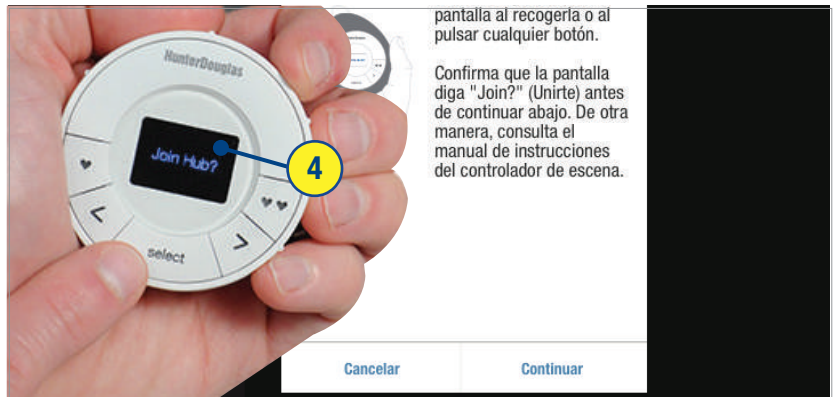 HunterDouglas
Join Hub?
4
select
pantalla al recogerla o al
pulsar cualquier botón.
Confirma que la pantalla
diga "Join?" (Unirte) antes
de continuar abajo. De otra
manera, consulta el
manual de instrucciones
del controlador de escena.
Cancelar
Continuar